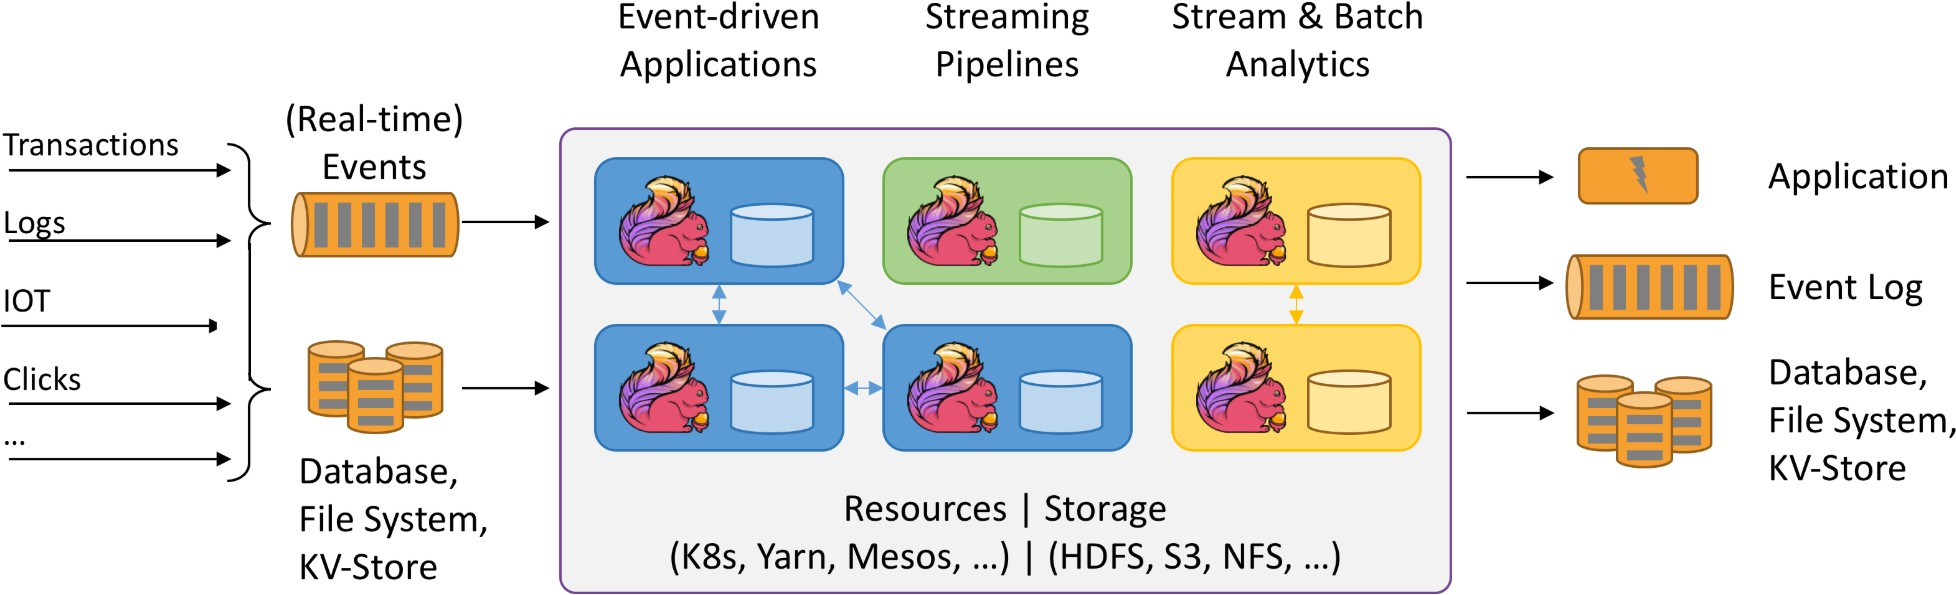 Event-driven
Applications
Streaming
Pipelines
Stream & Batch
Analytics
(Real-time)
Events
Transactions
Logs
IOT
Clicks
...
Database,
File System,
KV-Store
Resources | Storage
(K8s, Yarn, Mesos, ...) | (HDFS, S3, NFS, ...)
Application
Event Log
Database,
File System,
KV-Store